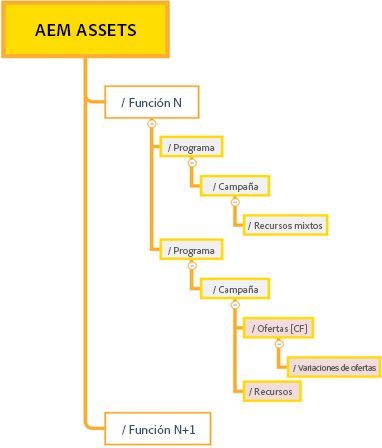 AEM ASSETS
/ Función N
/ Programa
/ Campaña
/ Recursos mixtos
/ Programa
/ Campaña
/ Ofertas [CF]
/ Variaciones de ofertas
/ Recursos
/ Función N+1